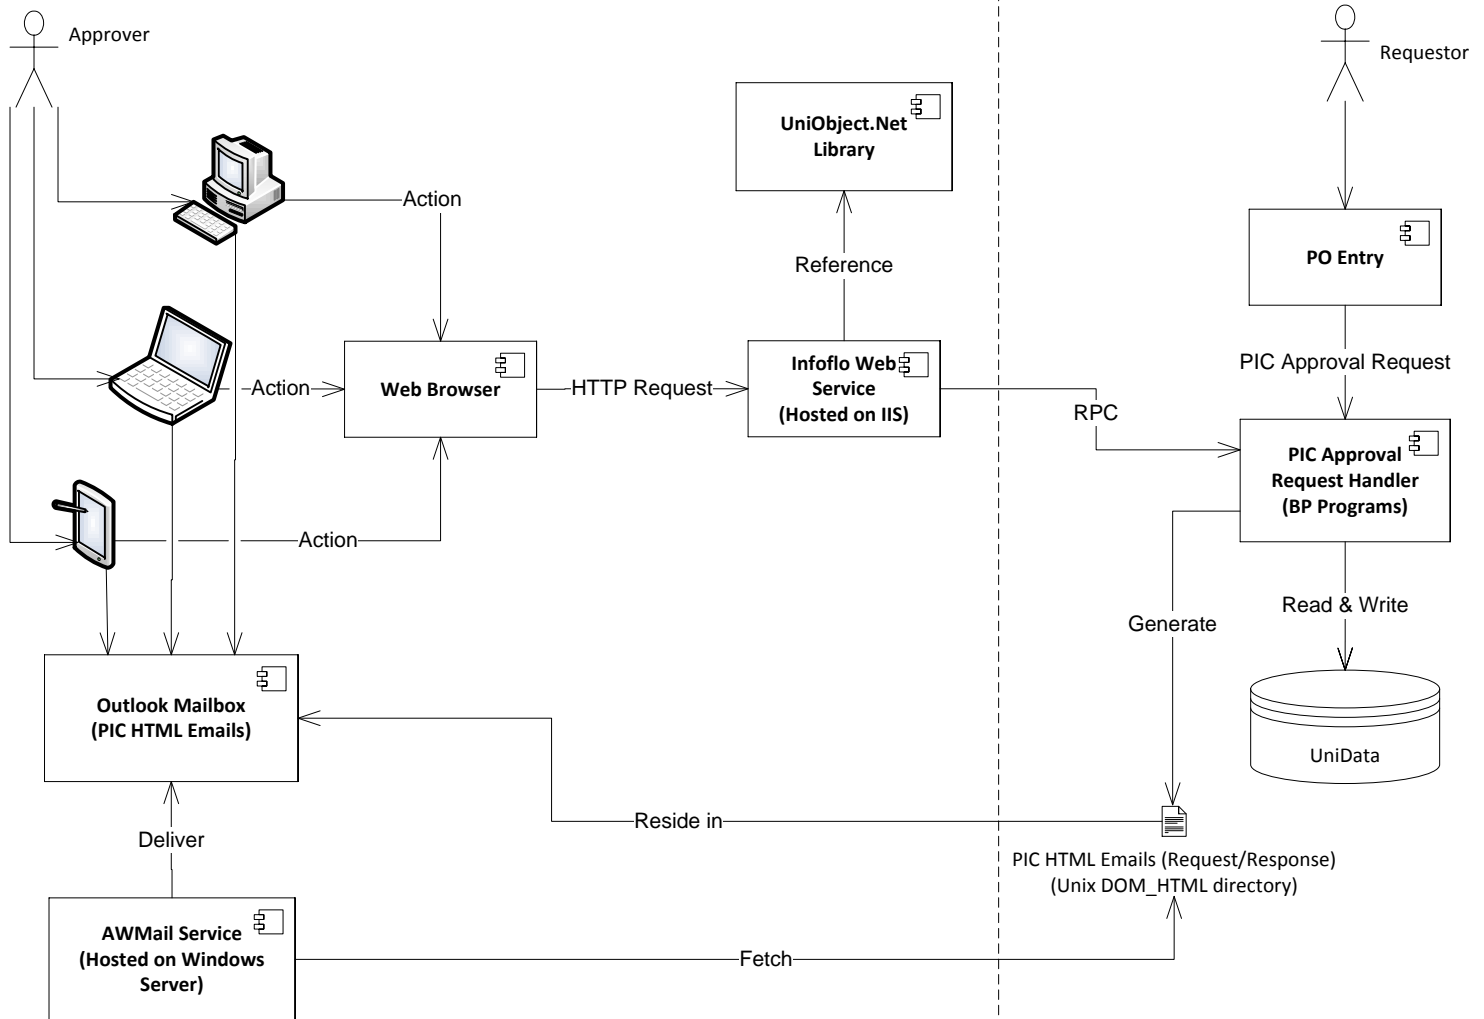 Approver
Requestor
UniObject.Net
Library
Action
PO Entry
Reference
PIC Approval Request
Web Browser
Action
HTTP Request
Infoflo Web
Service
(Hosted on IIS)
RPC
PIC Approval
Request Handler
(BP Programs)
Action
Generate
Read & Write
Outlook Mailbox
(PIC HTML Emails)
UniData
Reside in
Deliver
PIC HTML Emails (Request/Response)
(Unix DOM_HTML directory)
AWMail Service
(Hosted on Windows
Server)
Fetch